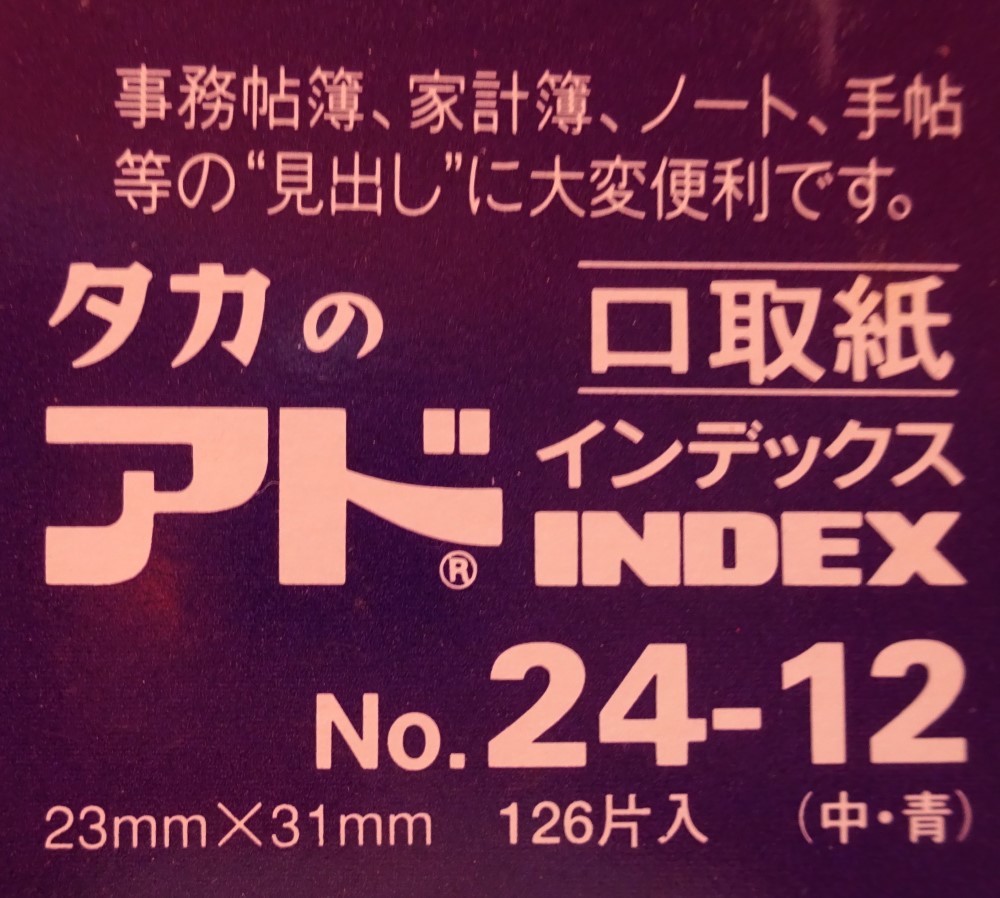 事務帖簿、家計簿、ノート、手帖
等の“見出し”に大変便利です。
タカの
アド®
口取紙
インデックス
INDEX
No.24-12
23mm×31mm 126片入 (中・青)